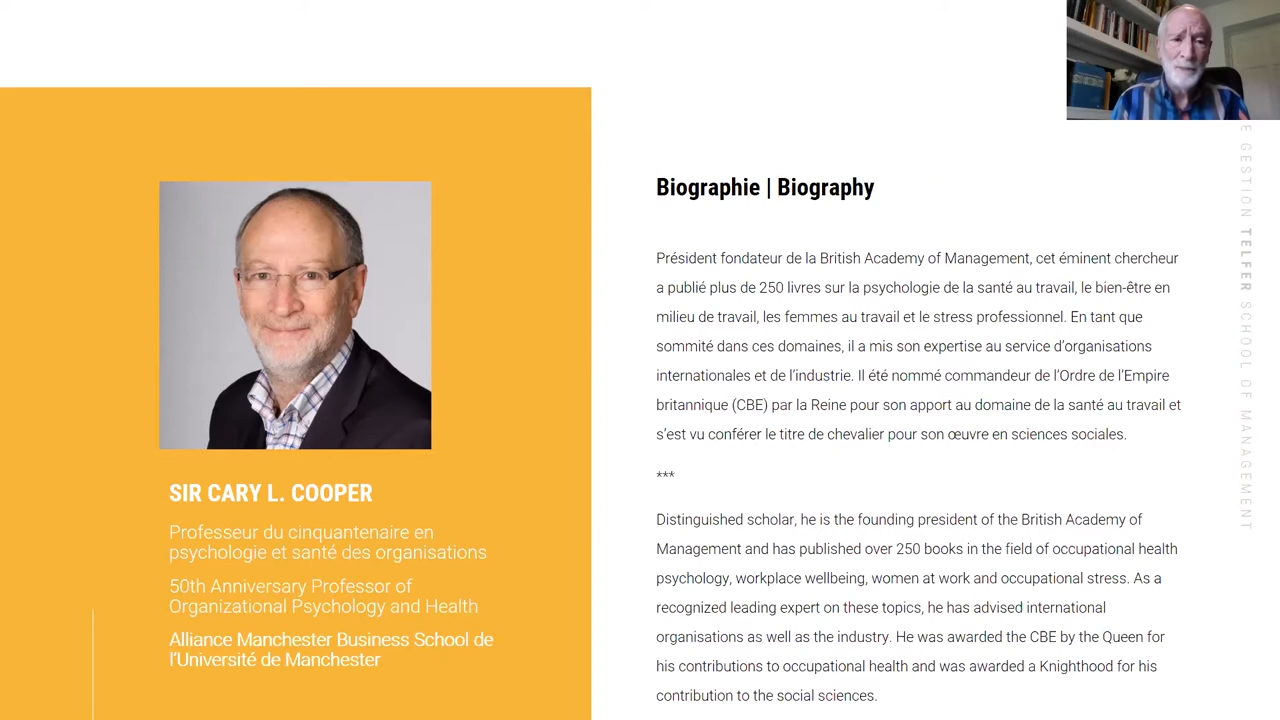 SIR CARY L. COOPER
Professeur du cinquantenaire en
psychologie et santé des organisations
50th Anniversary Professor of
Organizational Psychology and Health
Alliance Manchester Business School de
l’Université de Manchester
Biographie | Biography
Président fondateur de la British Academy of Management, cet éminent chercheur
a publié plus de 250 livres sur la psychologie de la santé au travail, le bien-être en
milieu de travail, les femmes au travail et le stress professionnel. En tant que
sommité dans ces domaines, il a mis son expertise au service d’organisations
internationales et de l’industrie. Il été nommé commandeur de l’Ordre de l’Empire
britannique (CBE) par la Reine pour son apport au domaine de la santé au travail et
s’est vu conférer le titre de chevalier pour son œuvre en sciences sociales.
***
Distinguished scholar, he is the founding president of the British Academy of
Management and has published over 250 books in the field of occupational health
psychology, workplace wellbeing, women at work and occupational stress. As a
recognized leading expert on these topics, he has advised international
organisations as well as the industry. He was awarded the CBE by the Queen for
his contributions to occupational health and was awarded a Knighthood for his
contribution to the social sciences.
E GESTION TELFER SCHOOL OF MANAGEMENT